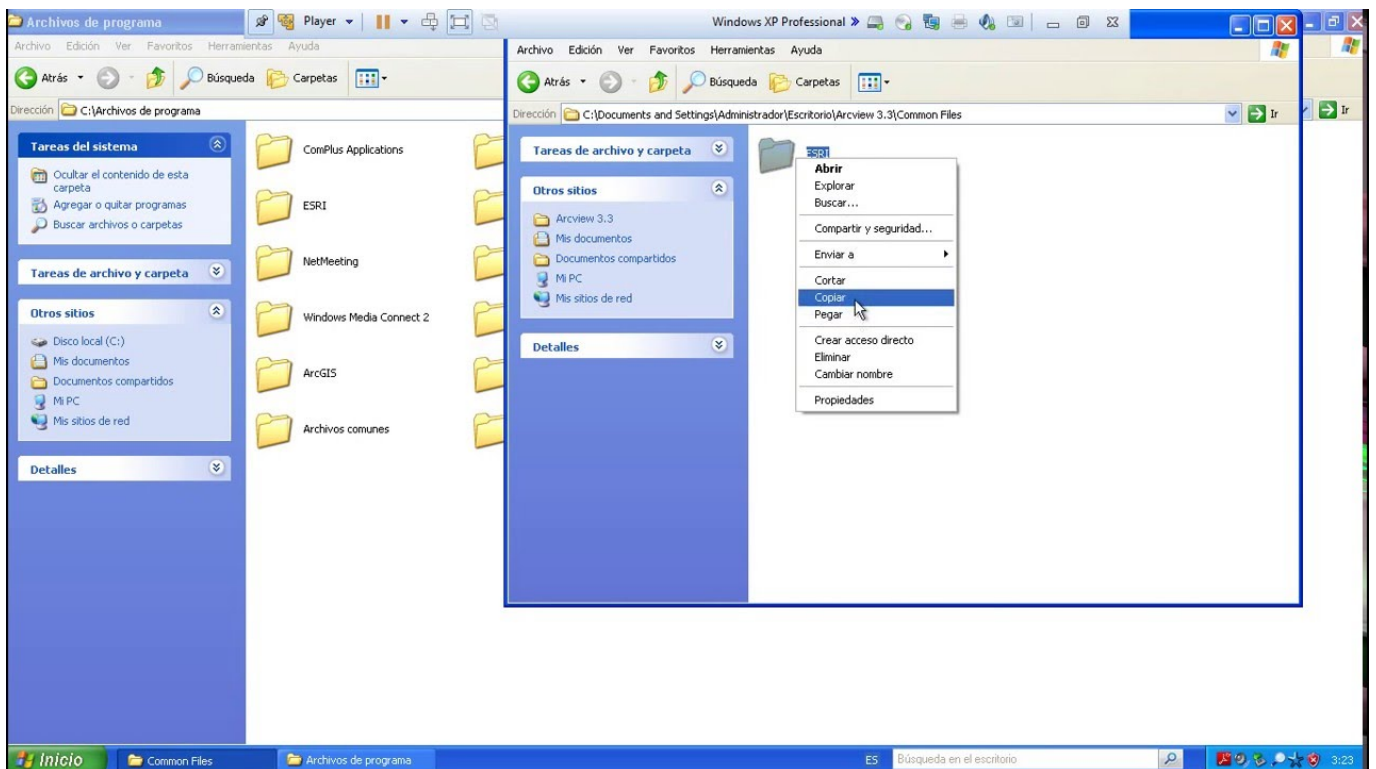 Archivos de programa
Player
Windows XP Professional
Archivo Edición Ver Favoritos Herramientas Ayuda
Atrás Búsqueda Carpetas
Dirección C:\Archivos de programa
Ir
Tareas del sistema
Ocultar el contenido de esta
carpeta
Agregar o quitar programas
Buscar archivos o carpetas
Tareas de archivo y carpeta
Otros sitios
Disco local (C:)
Mis documentos
Documentos compartidos
Mi PC
Mis sitios de red
Detalles
ComPlus Applications
ESRI
NetMeeting
Windows Media Connect 2
ArcGIS
Archivos comunes
Archivo Edición Ver Favoritos Herramientas Ayuda
Atrás Búsqueda Carpetas
Dirección C:\Documents and Settings\Administrador\Escritorio\Arcview 3.3\Common Files
Ir
Tareas de archivo y carpeta
Otros sitios
Arcview 3.3
Mis documentos
Documentos compartidos
Mi PC
Mis sitios de red
Detalles
ESRI
Abrir
Explorar
Buscar...
Compartir y seguridad...
Enviar a
Cortar
Copiar
Pegar
Crear acceso directo
Eliminar
Cambiar nombre
Propiedades
Inicio
Common Files
Archivos de programa
ES
Búsqueda en el escritorio
3:23